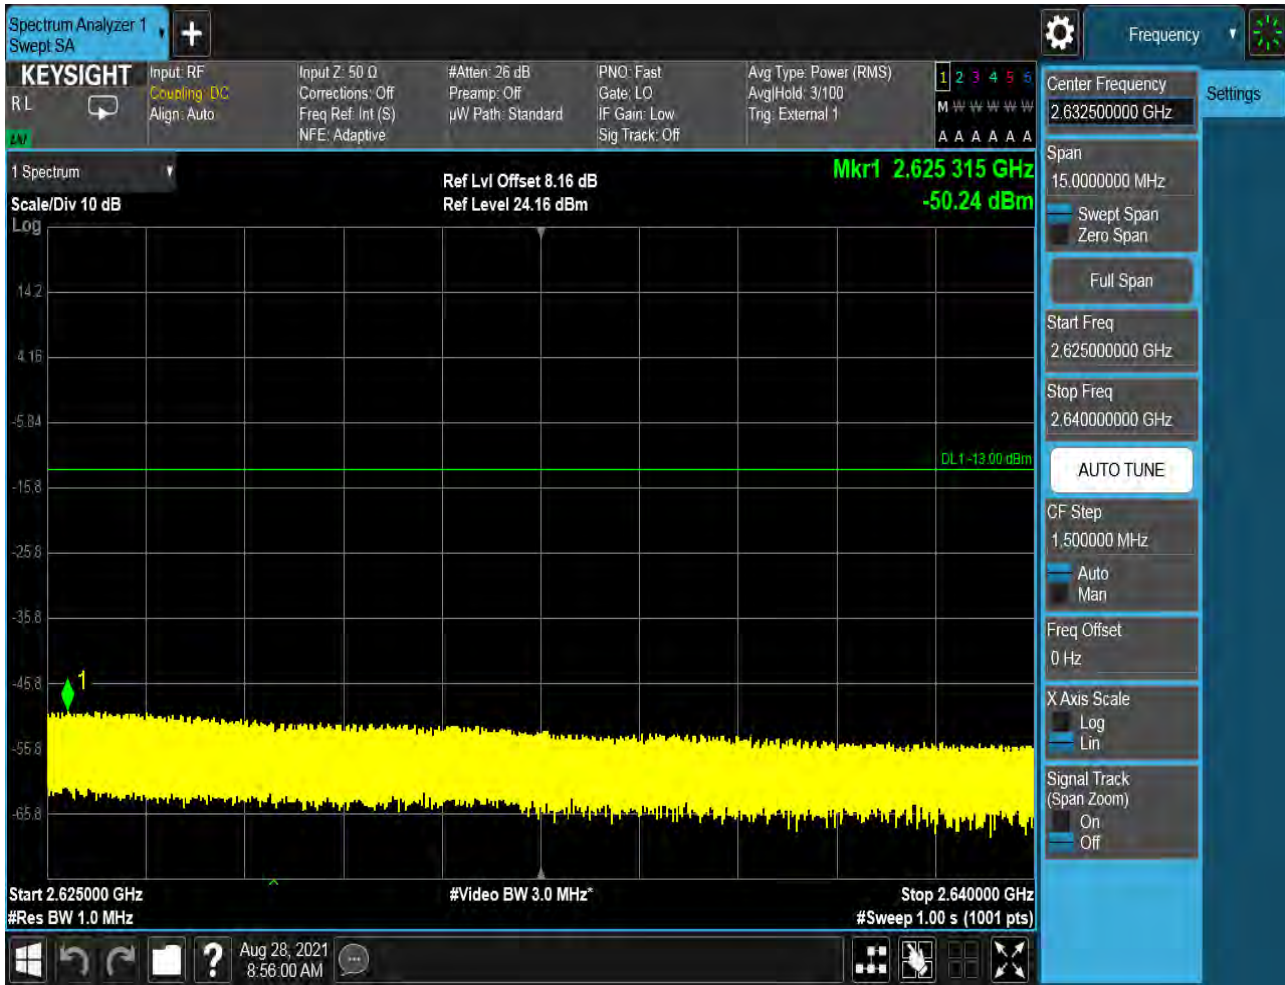 Spectrum Analyzer 1
Swept SA
Frequency
KEYSIGHT
R L
Input: RF
Coupling: DC
Align: Auto
Input Z: 50 Ω
Corrections: Off
Freq Ref: Int (S)
NFE: Adaptive
#Atten: 26 dB
Preamp: Off
µW Path: Standard
PNO: Fast
Gate: LO
IF Gain: Low
Sig Track: Off
Avg Type: Power (RMS)
Avg|Hold: 3/100
Trig: External 1
1 2 3 4 5 6
M W W W W W
A A A A A A
1 Spectrum
Scale/Div 10 dB
Log
Ref Lvl Offset 8.16 dB
Ref Level 24.16 dBm
Mkr1 2.625 315 GHz
-50.24 dBm
14.2
4.16
-5.84
DL1 -13.00 dBm
-15.8
-25.8
-35.8
-45.8
1
-55.8
-65.8
Start 2.625000 GHz
#Res BW 1.0 MHz
#Video BW 3.0 MHz*
Stop 2.640000 GHz
#Sweep 1.00 s (1001 pts)
Center Frequency
2.632500000 GHz
Settings
Span
15.0000000 MHz
Swept Span
Zero Span
Full Span
Start Freq
2.625000000 GHz
Stop Freq
2.640000000 GHz
AUTO TUNE
CF Step
1.500000 MHz
Auto
Man
Freq Offset
0 Hz
X Axis Scale
Log
Lin
Signal Track
(Span Zoom)
On
Off
?
Aug 28, 2021
8:56:00 AM